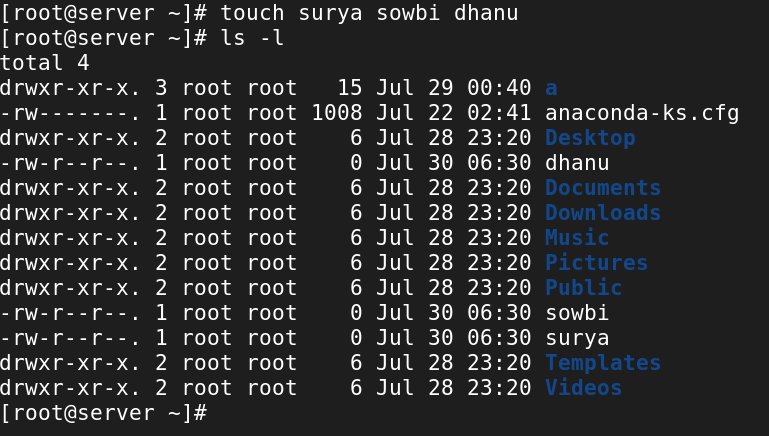 [root@server ~]# touch surya sowbi dhanu
[root@server ~]# ls -l
total 4
drwxr-xr-x. 3 root root   15 Jul 29 00:40 a
-rw-------. 1 root root 1008 Jul 22 02:41 anaconda-ks.cfg
drwxr-xr-x. 2 root root    6 Jul 28 23:20 Desktop
-rw-r--r--. 1 root root    0 Jul 30 06:30 dhanu
drwxr-xr-x. 2 root root    6 Jul 28 23:20 Documents
drwxr-xr-x. 2 root root    6 Jul 28 23:20 Downloads
drwxr-xr-x. 2 root root    6 Jul 28 23:20 Music
drwxr-xr-x. 2 root root    6 Jul 28 23:20 Pictures
drwxr-xr-x. 2 root root    6 Jul 28 23:20 Public
-rw-r--r--. 1 root root    0 Jul 30 06:30 sowbi
-rw-r--r--. 1 root root    0 Jul 30 06:30 surya
drwxr-xr-x. 2 root root    6 Jul 28 23:20 Templates
drwxr-xr-x. 2 root root    6 Jul 28 23:20 Videos
[root@server ~]#